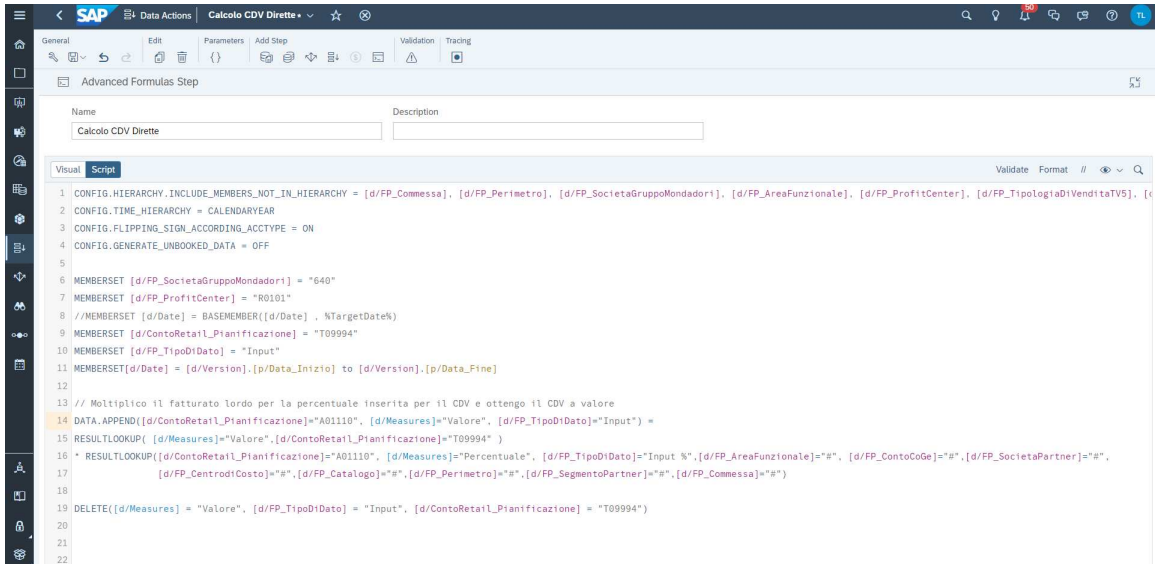 SAP Data Actions Calcolo CDV Dirette• 50 TL
General Edit Parameters Add Step Validation Tracing
Advanced Formulas Step
Name Description
Calcolo CDV Dirette
Visual Script Validate Format //
1 CONFIG.HIERARCHY.INCLUDE_MEMBERS_NOT_IN_HIERARCHY = [d/FP_Commessa], [d/FP_Perimetro], [d/FP_SocietaGruppoMondadori], [d/FP_AreaFunzionale], [d/FP_ProfitCenter], [d/FP_TipologiaDiVenditaTV5],
2 CONFIG.TIME_HIERARCHY = CALENDARYEAR
3 CONFIG.FLIPPING_SIGN_ACCORDING_ACCTYPE = ON
4 CONFIG.GENERATE_UNBOOKED_DATA = OFF
5
6 MEMBERSET [d/FP_SocietaGruppoMondadori] = "640"
7 MEMBERSET [d/FP_ProfitCenter] = "R0101"
8 //MEMBERSET [d/Date] = BASEMEMBER([d/Date] , %TargetDate%)
9 MEMBERSET [d/ContoRetail_Pianificazione] = "T09994"
10 MEMBERSET [d/FP_TipoDiDato] = "Input"
11 MEMBERSET[d/Date] = [d/Version].[p/Data_Inizio] to [d/Version].[p/Data_Fine]
12
13 // Moltiplico il fatturato lordo per la percentuale inserita per il CDV e ottengo il CDV a valore
14 DATA.APPEND([d/ContoRetail_Pianificazione]="A01110", [d/Measures]="Valore", [d/FP_TipoDiDato]="Input") =
15 RESULTLOOKUP( [d/Measures]="Valore",[d/ContoRetail_Pianificazione]="T09994" )
16 * RESULTLOOKUP([d/ContoRetail_Pianificazione]="A01110", [d/Measures]="Percentuale", [d/FP_TipoDiDato]="Input %",[d/FP_AreaFunzionale]="#", [d/FP_ContoCoGe]="#",[d/FP_SocietaPartner]="#",
17 [d/FP_CentrodiCosto]="#",[d/FP_Catalogo]="#",[d/FP_Perimetro]="#",[d/FP_SegmentoPartner]="#",[d/FP_Commessa]="#")
18
19 DELETE([d/Measures] = "Valore", [d/FP_TipoDiDato] = "Input", [d/ContoRetail_Pianificazione] = "T09994")
20
21
22